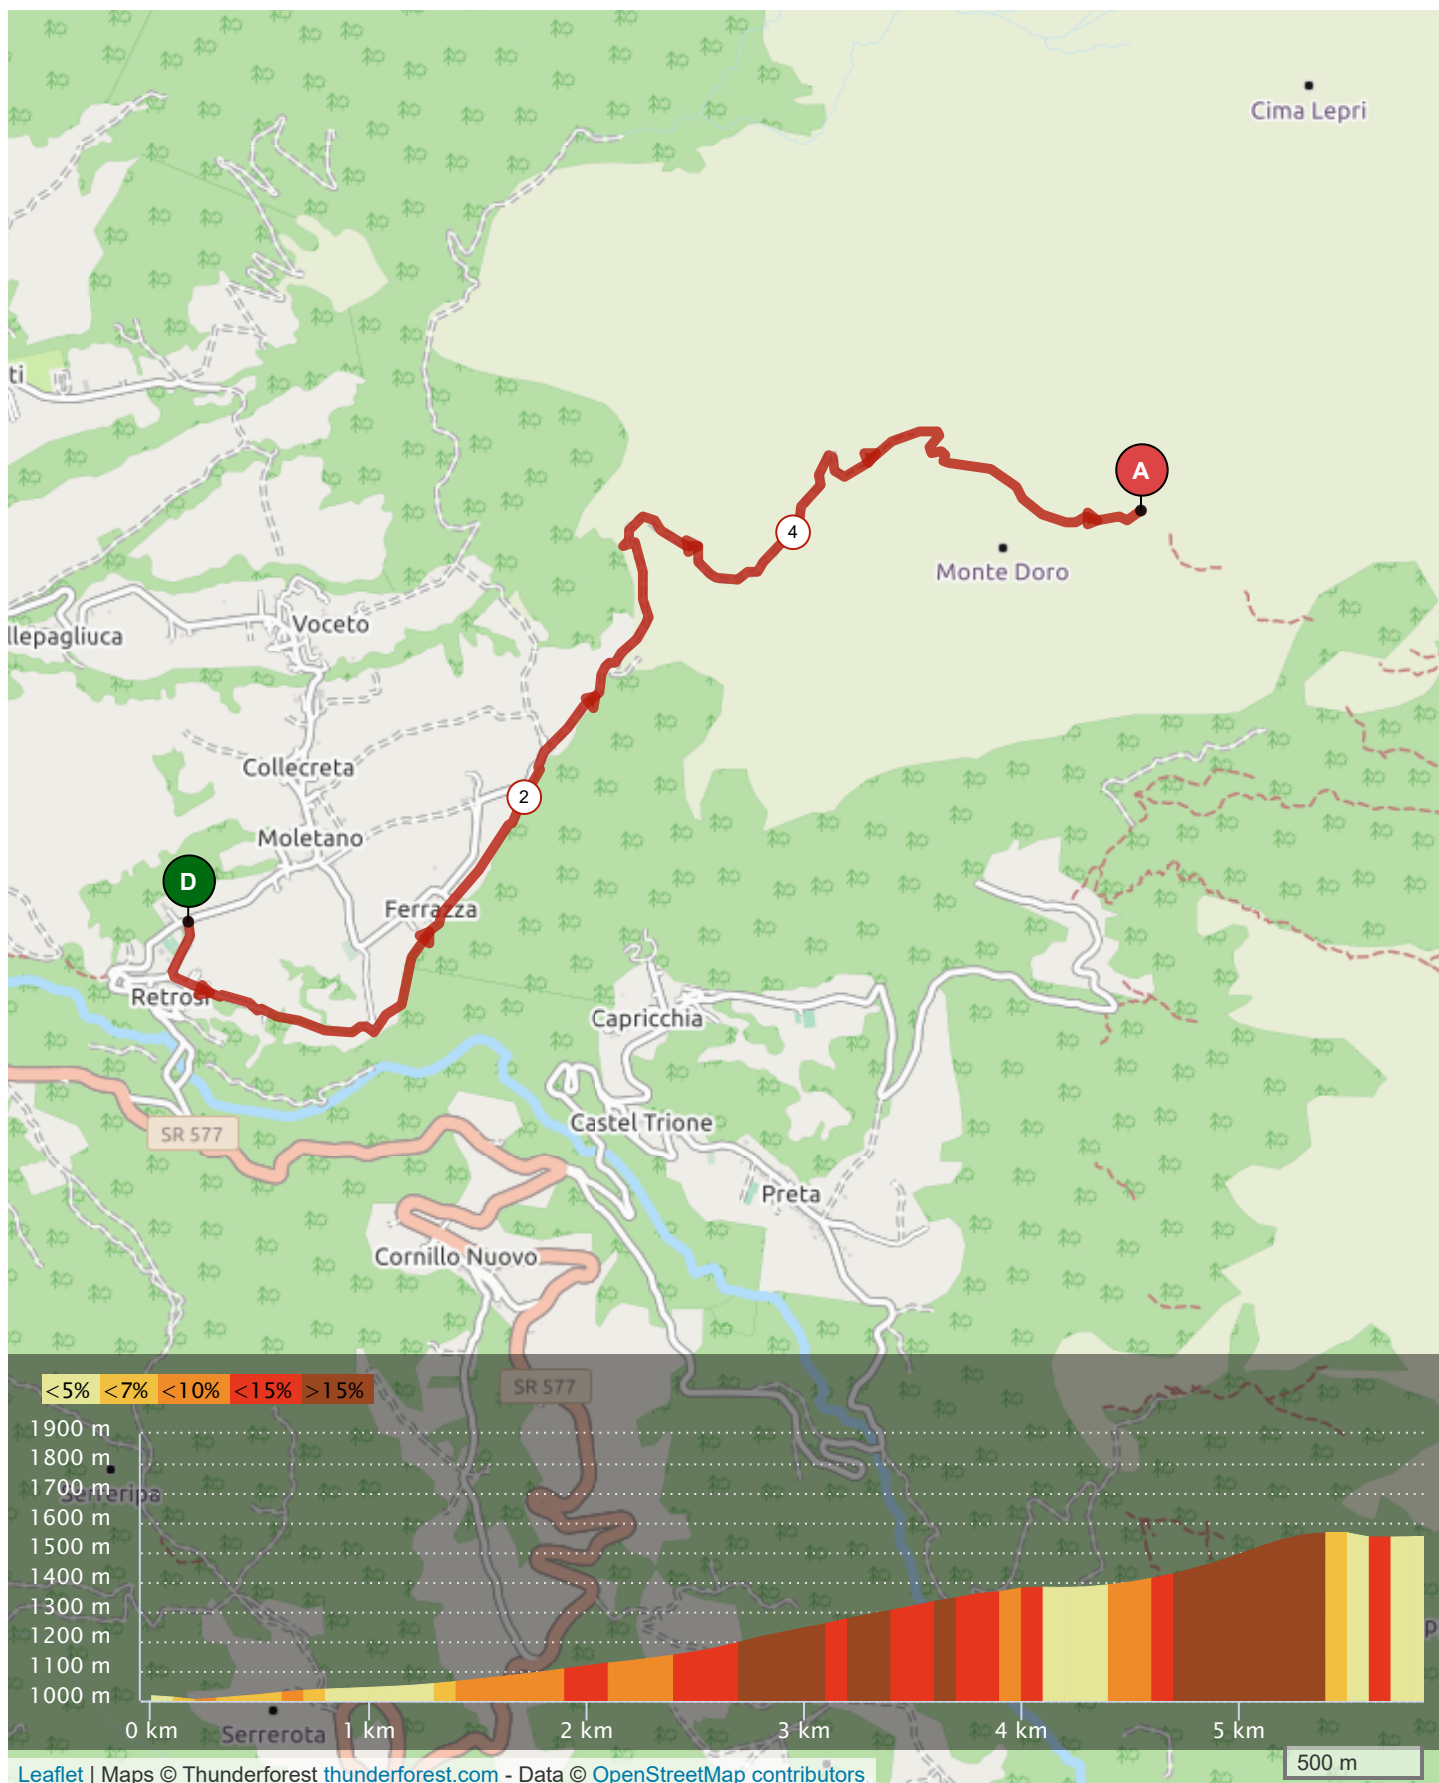 Cima Lepri
ti
A
4
Monte Doro
Voceto
llepagliuca
Collecreta
2
Moletano
D
Ferrazza
Retrosi
Capricchia
Castel Trione
SR 577
Preta
Cornillo Nuovo
<5% <7% <10% <15% >15%
SR 577
1900 m
1800 m
1700 m
Serreripa
1600 m
1500 m
1400 m
1300 m
1200 m
1100 m
1000 m
0 km 1 km 2 km 3 km 4 km 5 km
Serrerota
500 m
Leaflet | Maps © Thunderforest thunderforest.com - Data © OpenStreetMap contributors